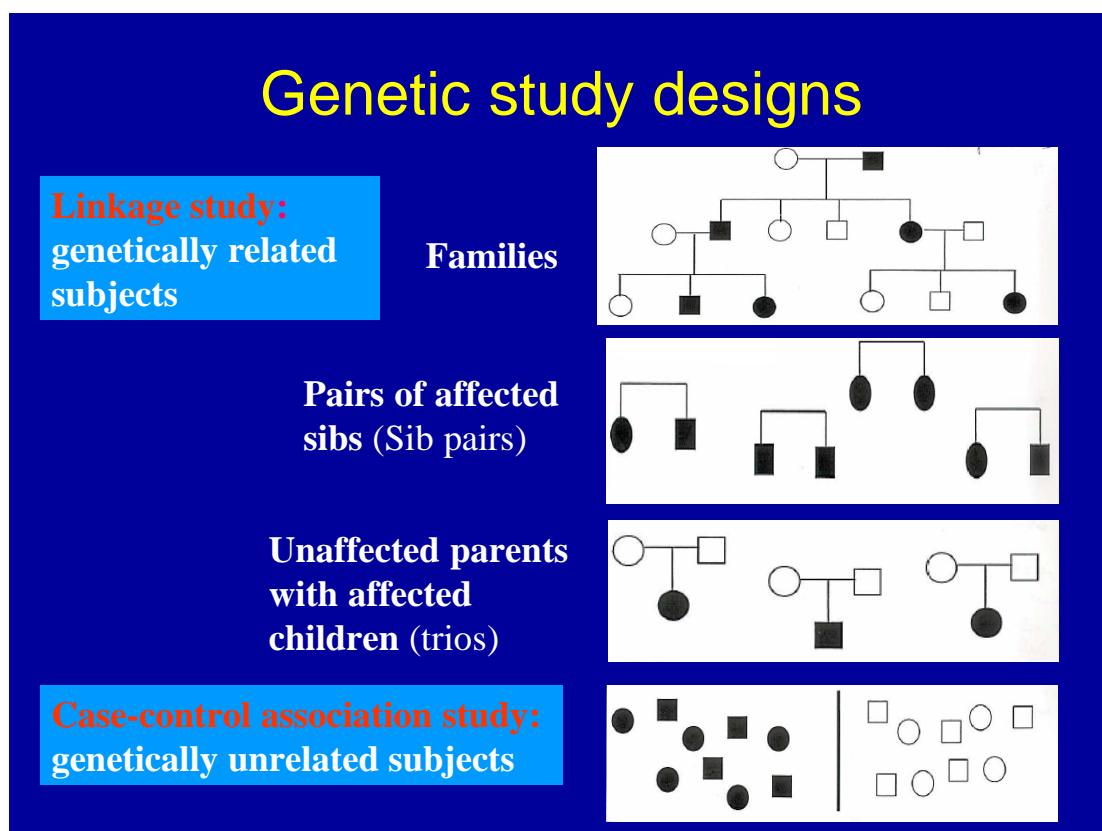 Genetic study designs
Linkage study:
genetically related
subjects
Families
Pairs of affected
sibs (Sib pairs)
Unaffected parents
with affected
children (trios)
Case-control association study:
genetically unrelated subjects